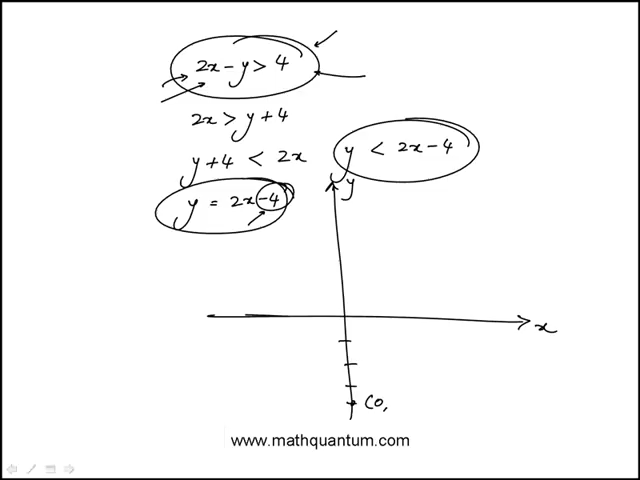 2x - y > 4
2x > y + 4
y < 2x - 4
y + 4 < 2x
y = 2x - 4
y
x
(0,
www.mathquantum.com